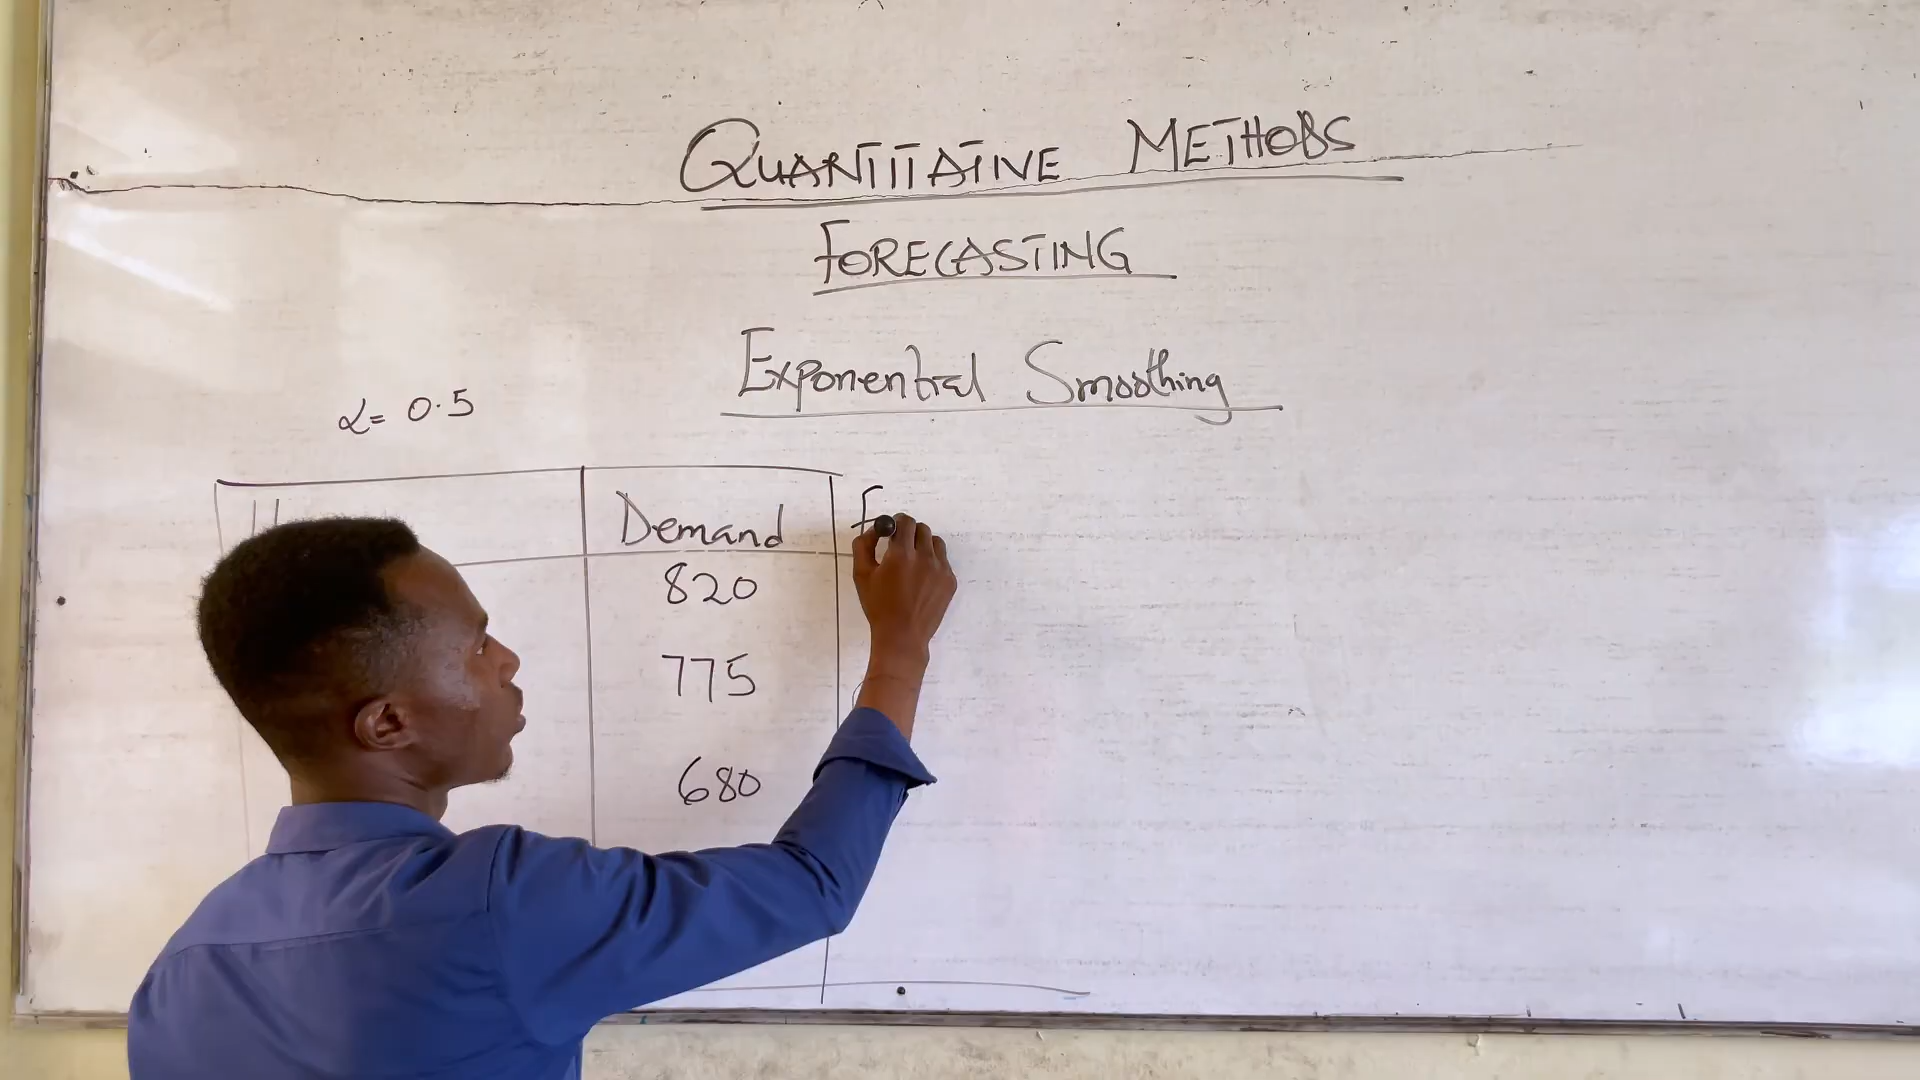 QUANTITATIVE METHODS
FORECASTING
Exponential Smoothing
α= 0.5
Demand
820
775
680